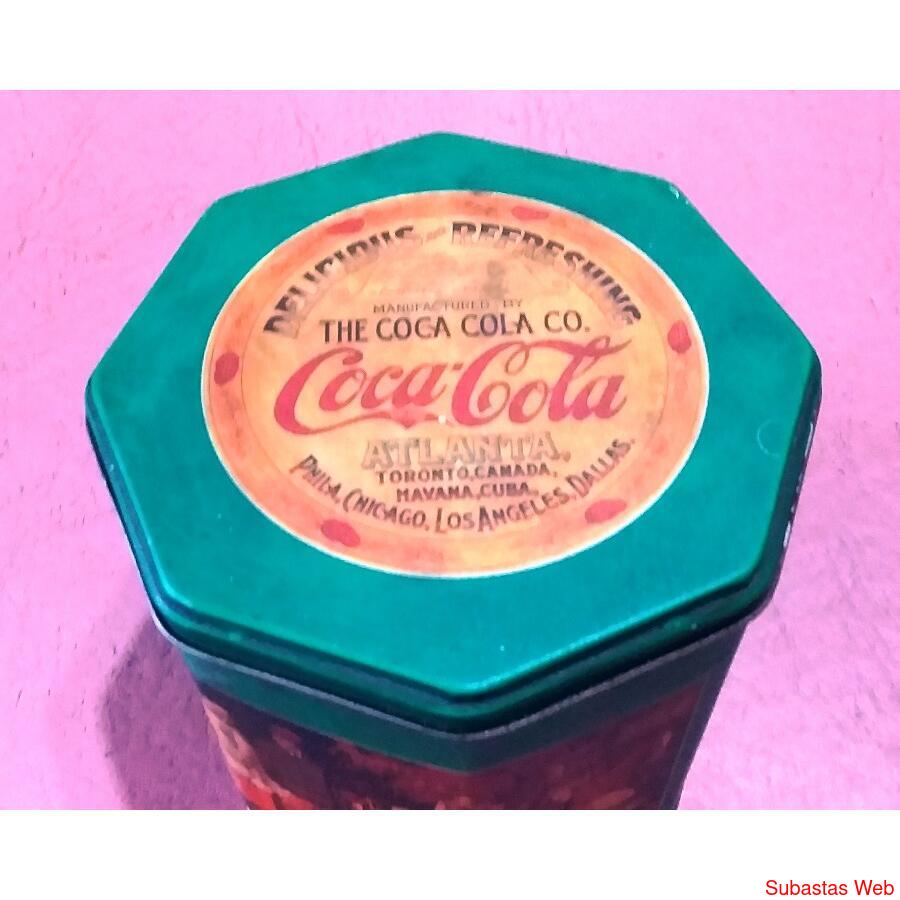 DELICIOUS AND REFRESHING
MANUFACTURED BY
THE COCA COLA CO.
Coca-Cola
ATLANTA.
TORONTO, CANADA,
HAVANA, CUBA,
PHILA, CHICAGO, LOS ANGELES, DALLAS.
Subastas Web